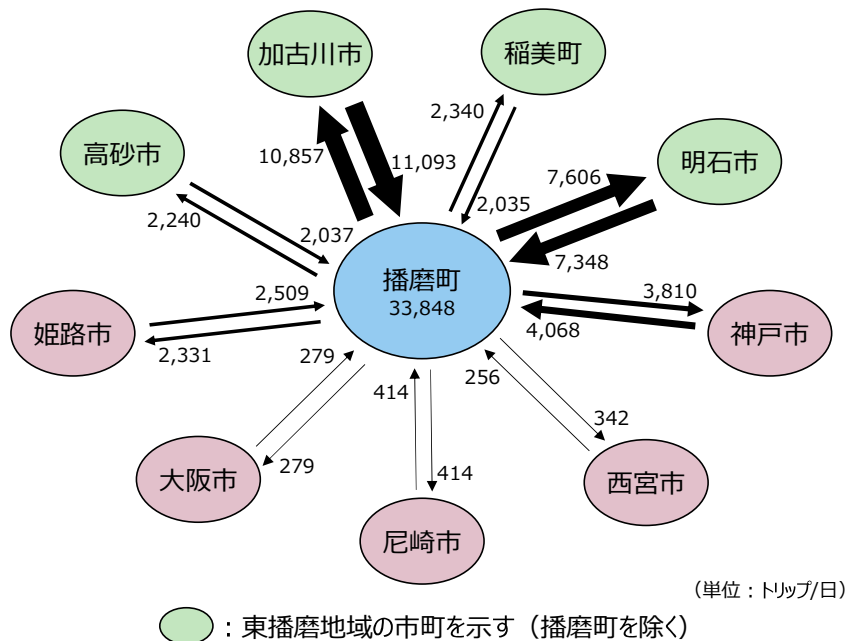 加古川市
稲美町
高砂市
明石市
2,340
10,857
11,093
7,606
2,240
2,037
2,035
7,348
播磨町
33,848
姫路市
2,509
2,331
3,810
4,068
神戸市
279
279
414
414
256
342
大阪市
尼崎市
西宮市
(単位：トリップ/日)
：東播磨地域の市町を示す（播磨町を除く）